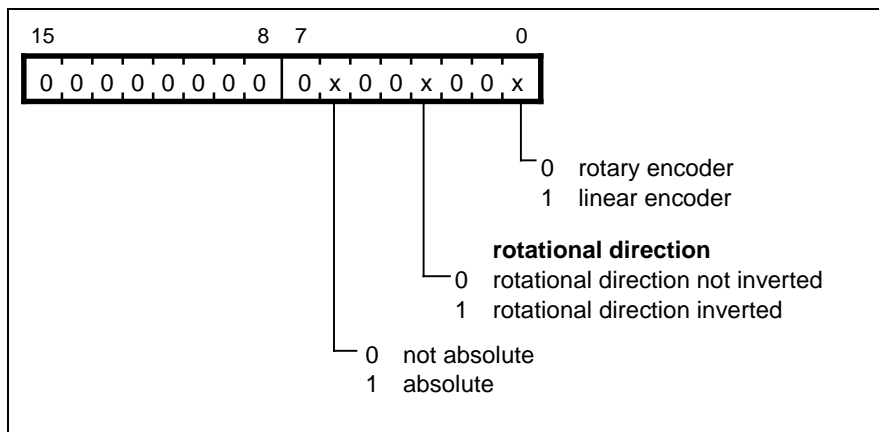 15 8 7 0
0 0 0 0 0 0 0 0 0 x 0 0 x 0 0 x
0 rotary encoder
1 linear encoder
rotational direction
0 rotational direction not inverted
1 rotational direction inverted
0 not absolute
1 absolute